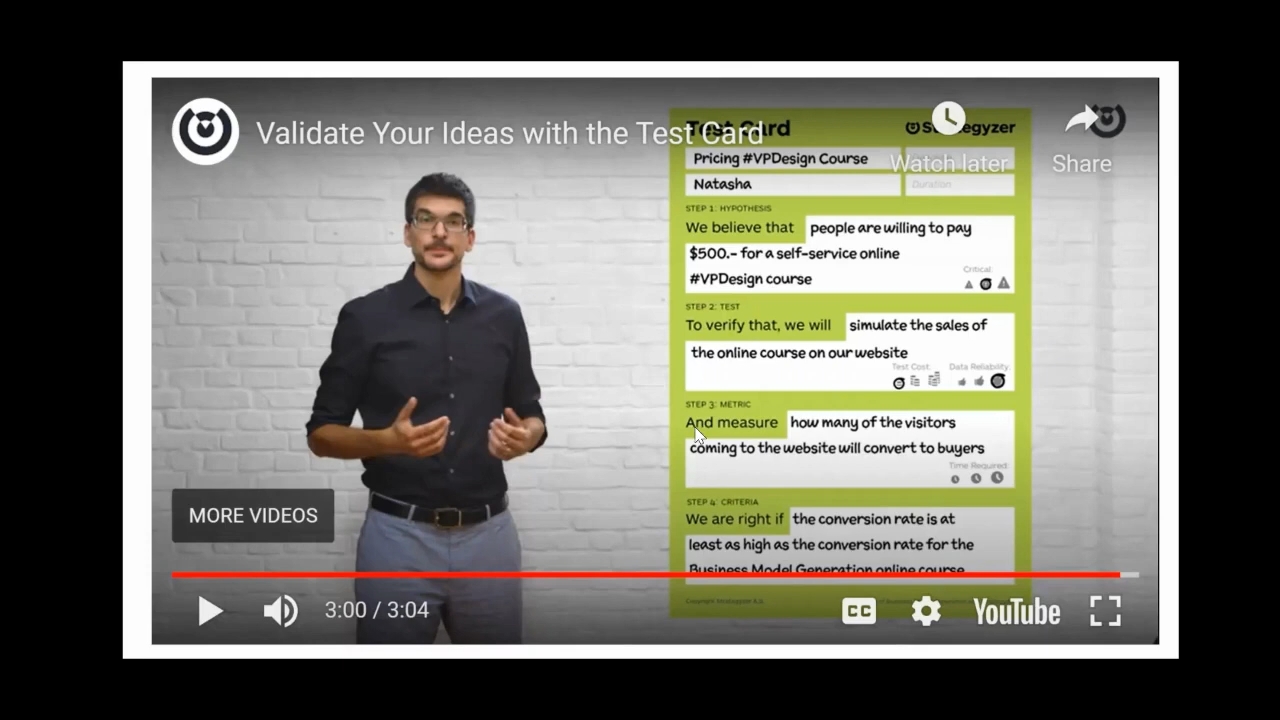 Validate Your Ideas with the Test Card
Watch later
Share
Test Card
Strategyzer
Pricing #VPDesign Course
Natasha
Duration
STEP 1: HYPOTHESIS
We believe that people are willing to pay
$500.- for a self-service online
#VPDesign course
Critical:
STEP 2: TEST
To verify that, we will simulate the sales of
the online course on our website
Test Cost: Data Reliability:
STEP 3: METRIC
And measure how many of the visitors
coming to the website will convert to buyers
Time Required:
STEP 4: CRITERIA
We are right if the conversion rate is at
least as high as the conversion rate for the
Business Model Generation online course
MORE VIDEOS
3:00 / 3:04
CC
YouTube